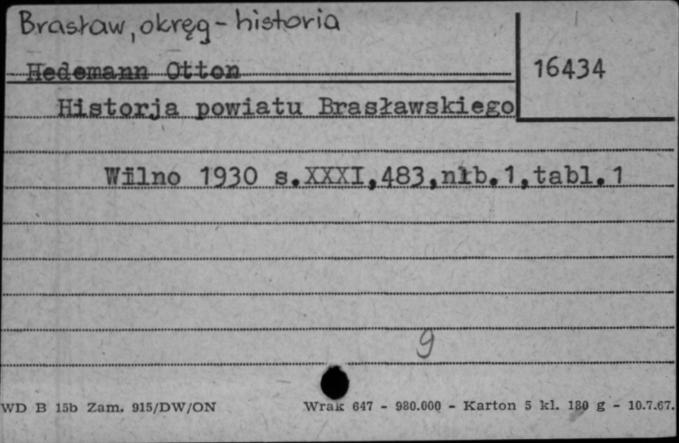 Brasław, okręg - historia
Hedemann Otton
16434
Historja powiatu Brasławskiego
Wilno 1930 s.XXXI,483,nłb.1,tabl.1
9
WD B 15b Zam. 915/DW/ON Wrak 647 - 980.000 - Karton 5 kl. 180 g - 10.7.67.